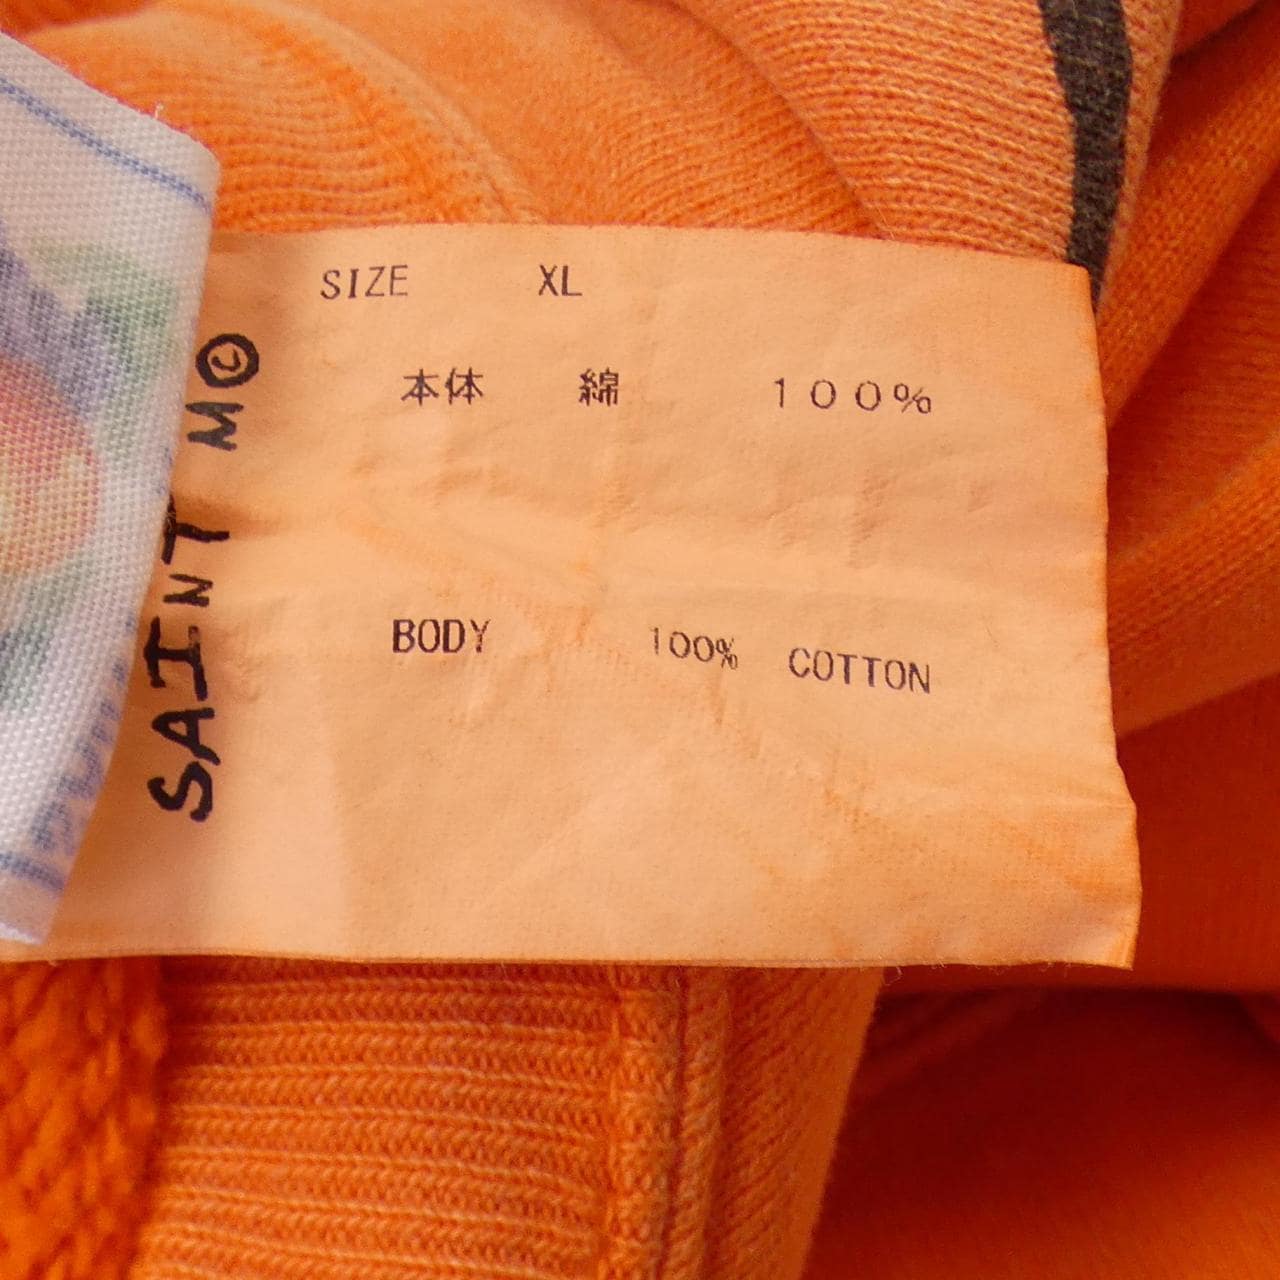 SIZE XL
本体 綿 100%
BODY 100% COTTON
SAINT M©